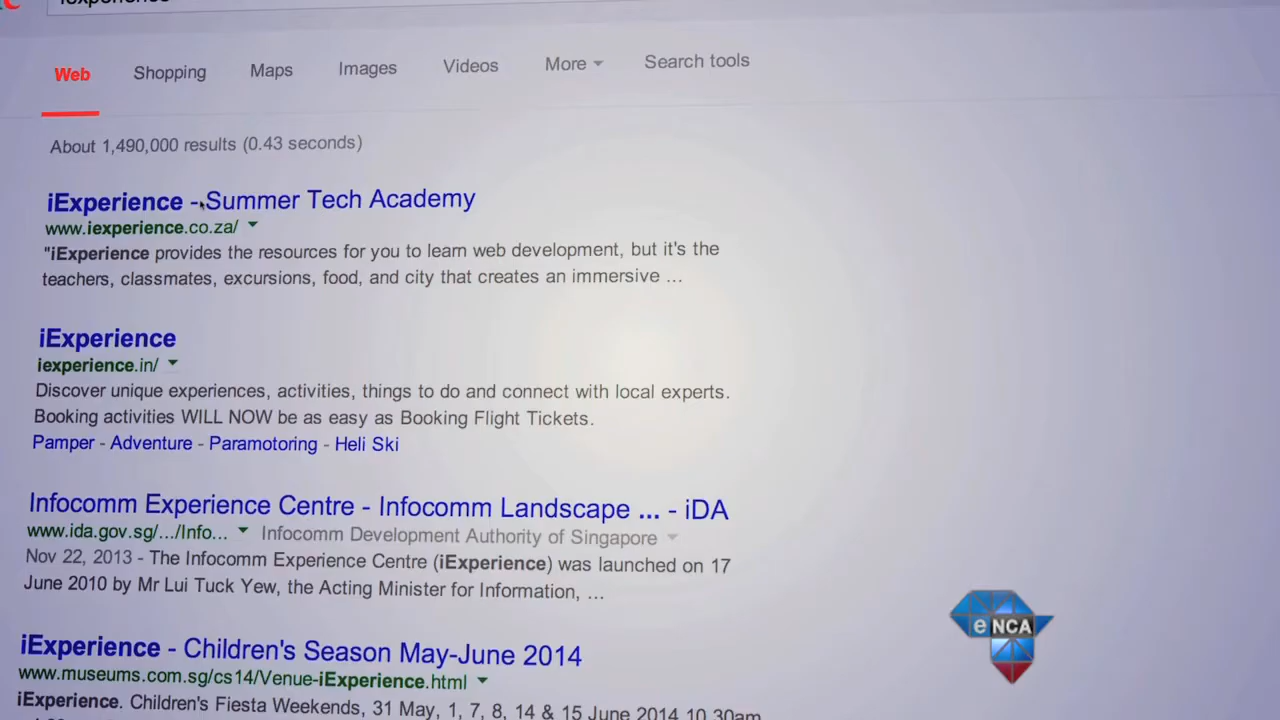 Web Shopping Maps Images Videos More Search tools
About 1,490,000 results (0.43 seconds)
iExperience - Summer Tech Academy
www.iexperience.co.za/
"iExperience provides the resources for you to learn web development, but it's the
teachers, classmates, excursions, food, and city that creates an immersive ...
iExperience
iexperience.in/
Discover unique experiences, activities, things to do and connect with local experts.
Booking activities WILL NOW be as easy as Booking Flight Tickets.
Pamper - Adventure - Paramotoring - Heli Ski
Infocomm Experience Centre - Infocomm Landscape ... - iDA
www.ida.gov.sg/.../Info... Infocomm Development Authority of Singapore
Nov 22, 2013 - The Infocomm Experience Centre (iExperience) was launched on 17
June 2010 by Mr Lui Tuck Yew, the Acting Minister for Information, ...
eNCA
iExperience - Children's Season May-June 2014
www.museums.com.sg/cs14/Venue-iExperience.html
iExperience. Children's Fiesta Weekends, 31 May, 1, 7, 8, 14 & 15 June 2014 10.30am